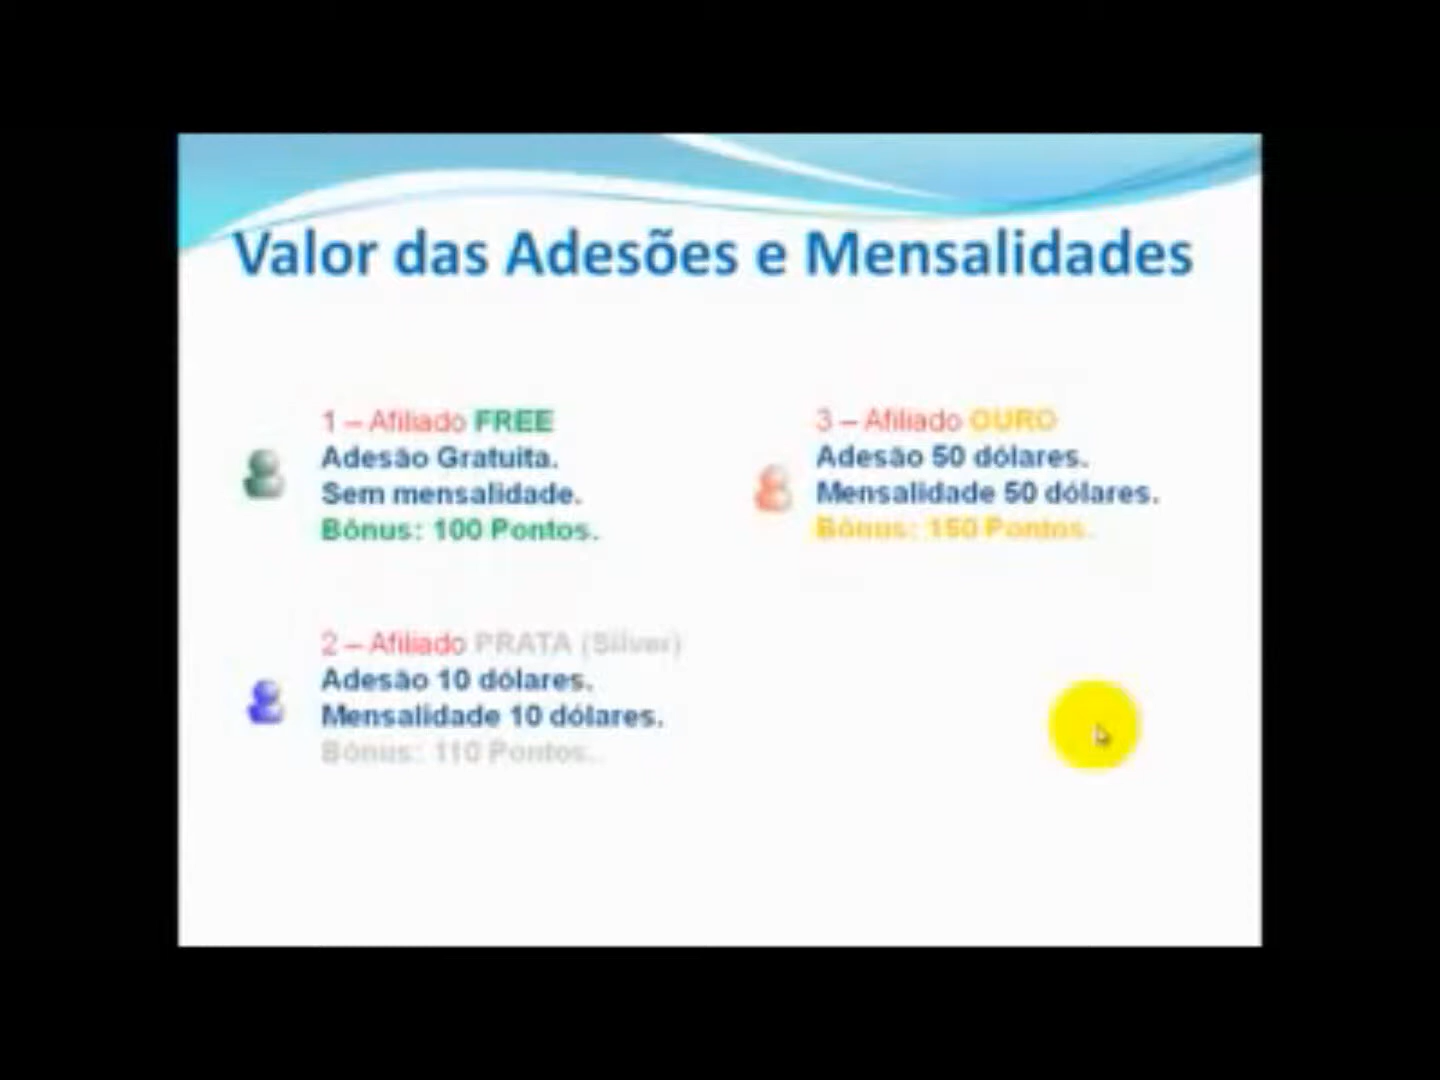 Valor das Adesões e Mensalidades
1 – Afiliado FREE
Adesão Gratuita.
Sem mensalidade.
Bônus: 100 Pontos.
2 – Afiliado PRATA (Silver)
Adesão 10 dólares.
Mensalidade 10 dólares.
Bônus: 110 Pontos.
3 – Afiliado OURO
Adesão 50 dólares.
Mensalidade 50 dólares.
Bônus: 150 Pontos.